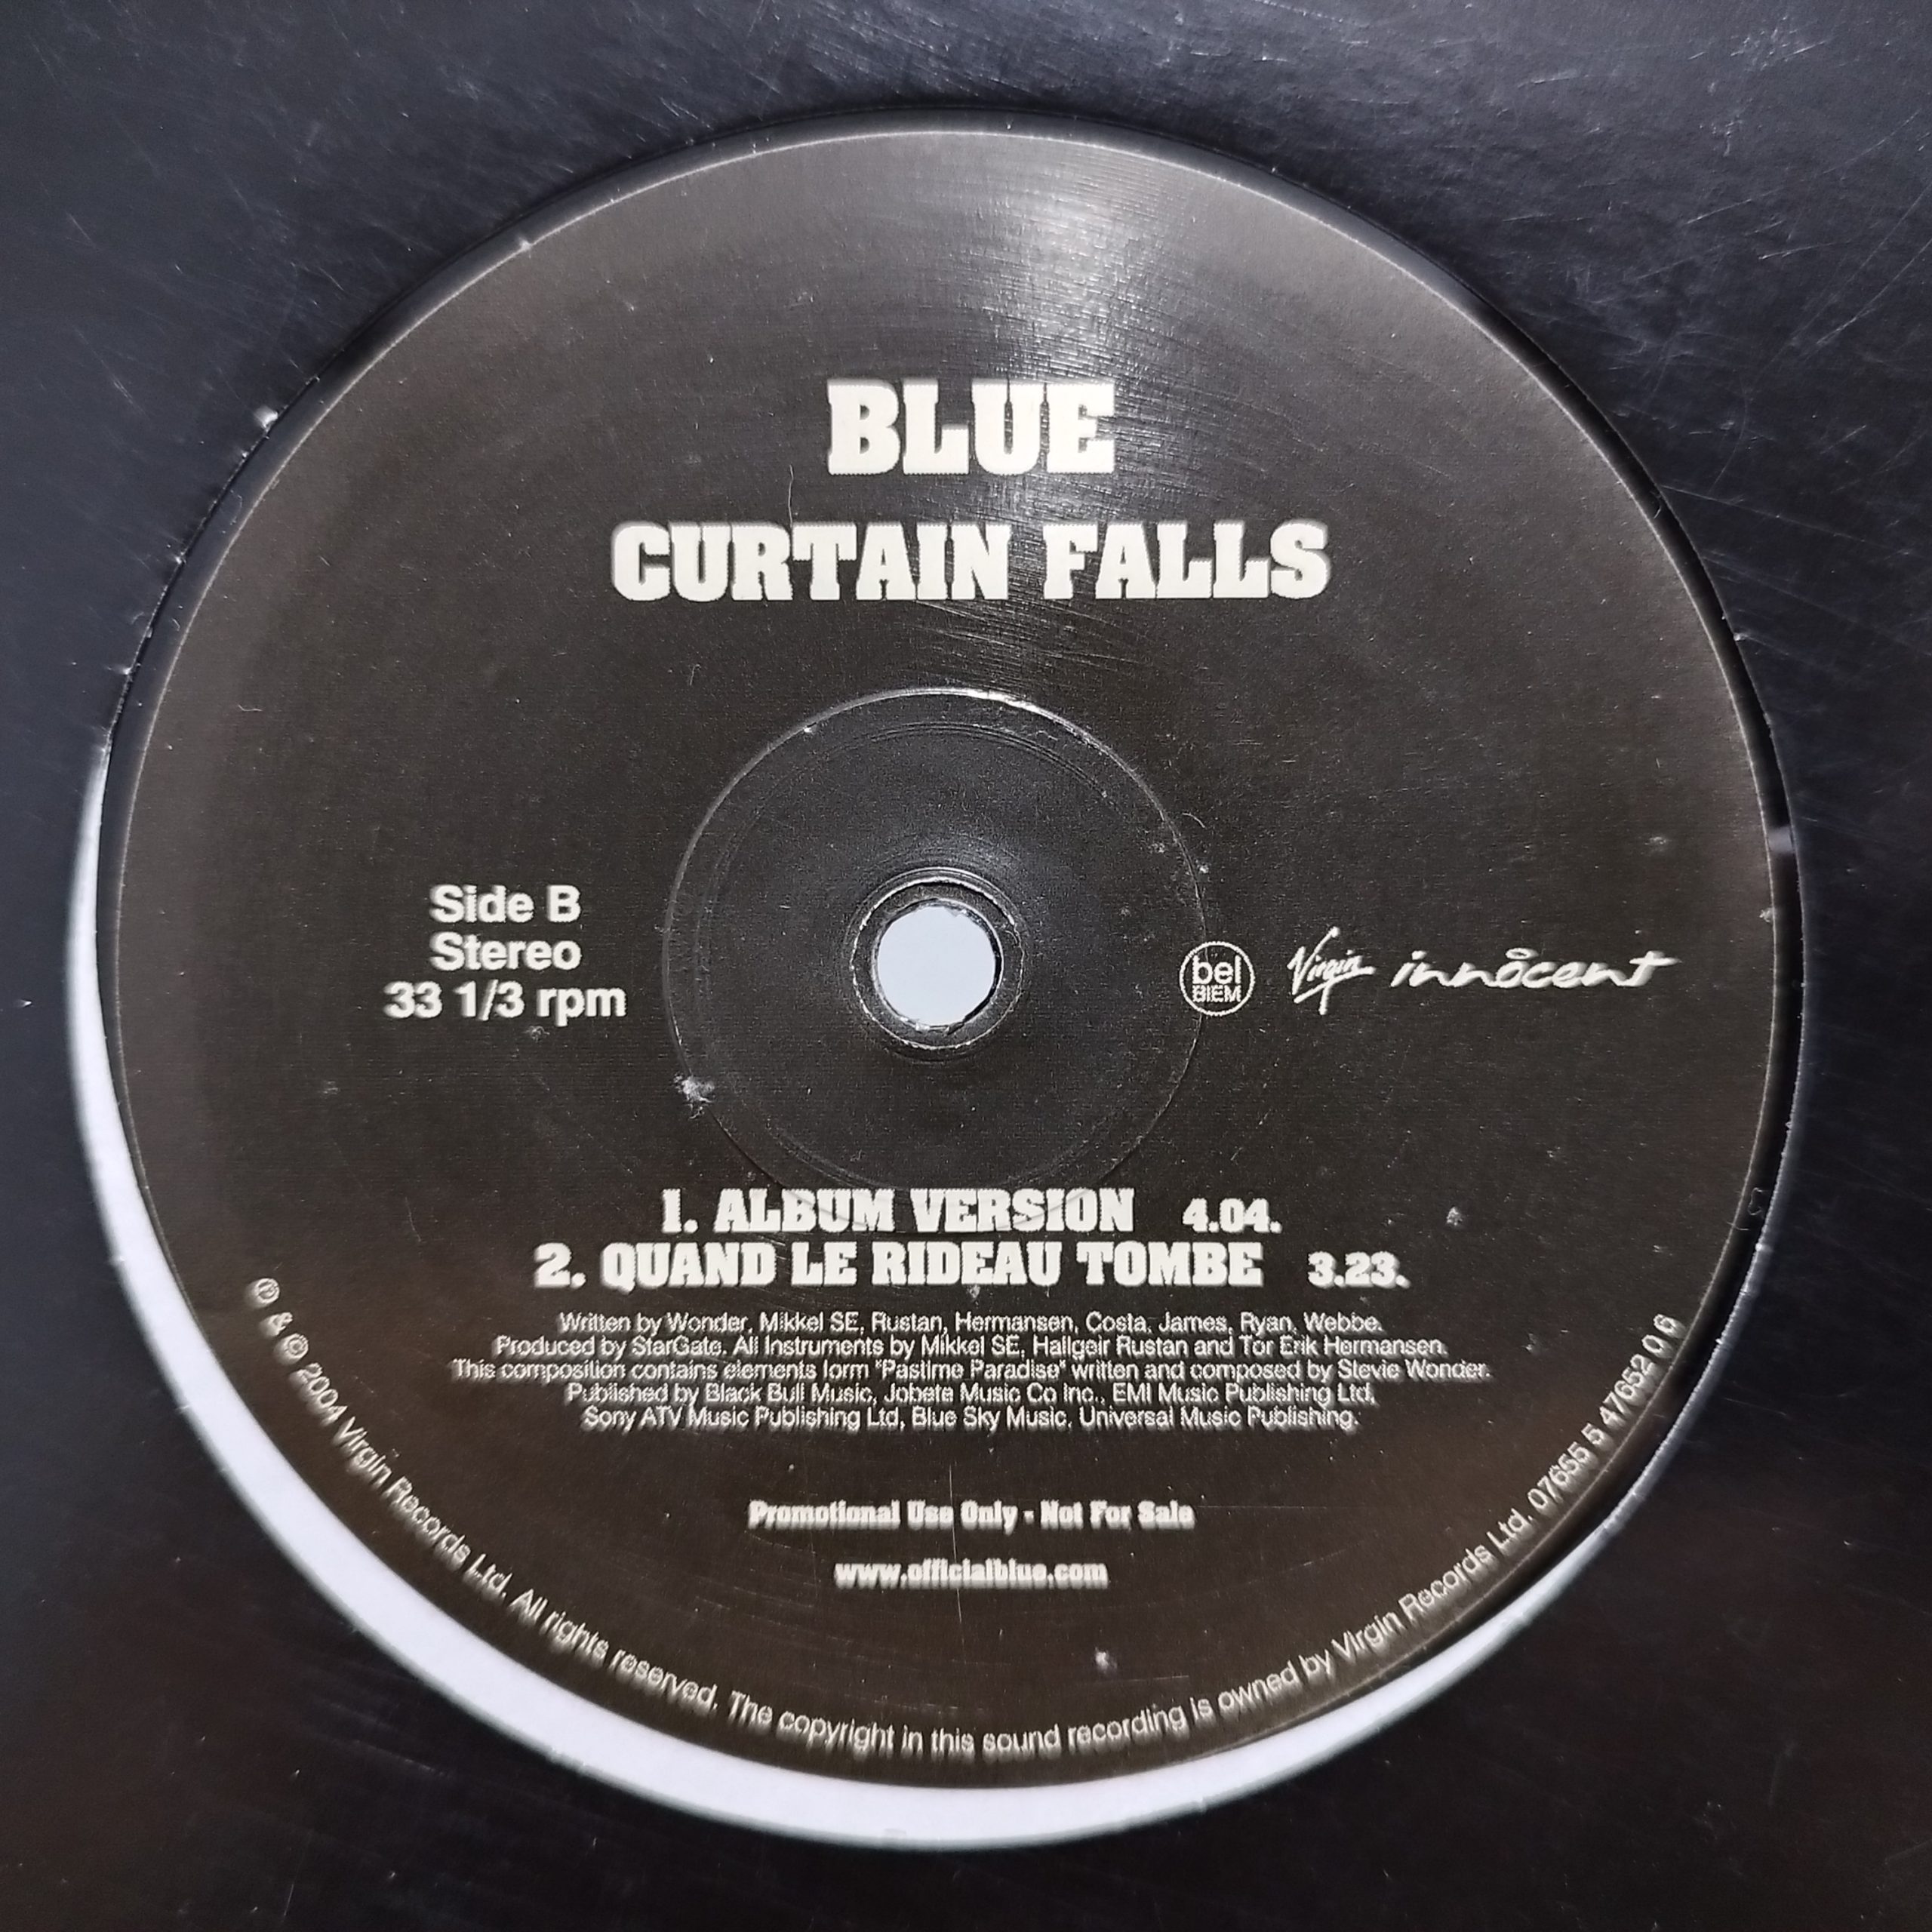 BLUE
CURTAIN FALLS
Side B
Stereo
33 1/3 rpm
bel
BIEM
Virgin
innocent
1. ALBUM VERSION 4.04.
2. QUAND LE RIDEAU TOMBE 3.23.
Written by Wonder, Mikkel SE, Rustan, Hermansen, Costa, James, Ryan, Webbe.
Produced by StarGate. All Instruments by Mikkel SE, Hallgeir Rustan and Tor Erik Hermansen.
This composition contains elements form "Pastime Paradise" written and composed by Stevie Wonder.
Published by Black Bull Music, Jobete Music Co Inc., EMI Music Publishing Ltd,
Sony ATV Music Publishing Ltd, Blue Sky Music, Universal Music Publishing.
Promotional Use Only - Not For Sale
www.officialblue.com
℗ & © 2004 Virgin Records Ltd. All rights reserved. The copyright in this sound recording is owned by Virgin Records Ltd. 07655 5 47652 0 6